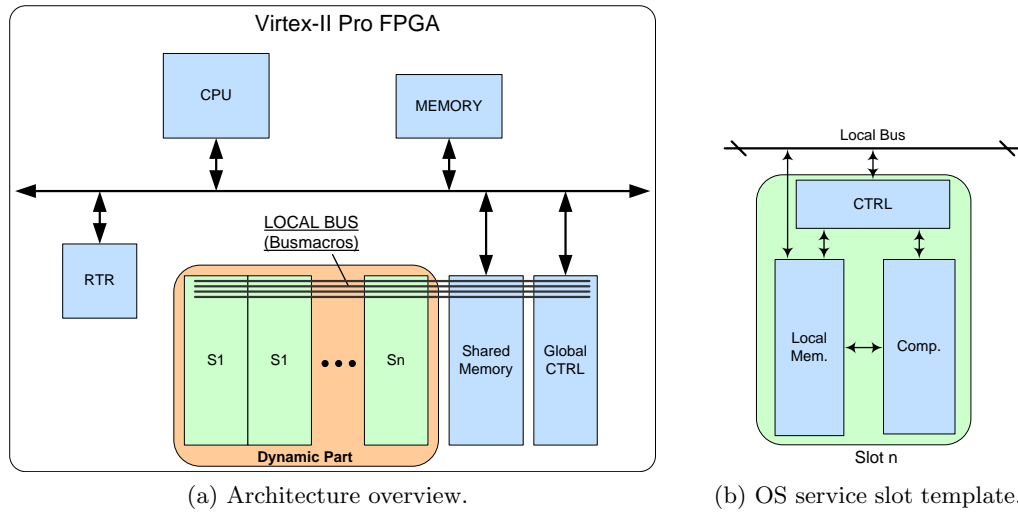 Virtex-II Pro FPGA
CPU
MEMORY
LOCAL BUS
(Busmacros)
RTR
S1
S1
Sn
Shared
Memory
Global
CTRL
Dynamic Part
(a) Architecture overview.
Local Bus
CTRL
Local
Mem.
Comp.
Slot n
(b) OS service slot template.